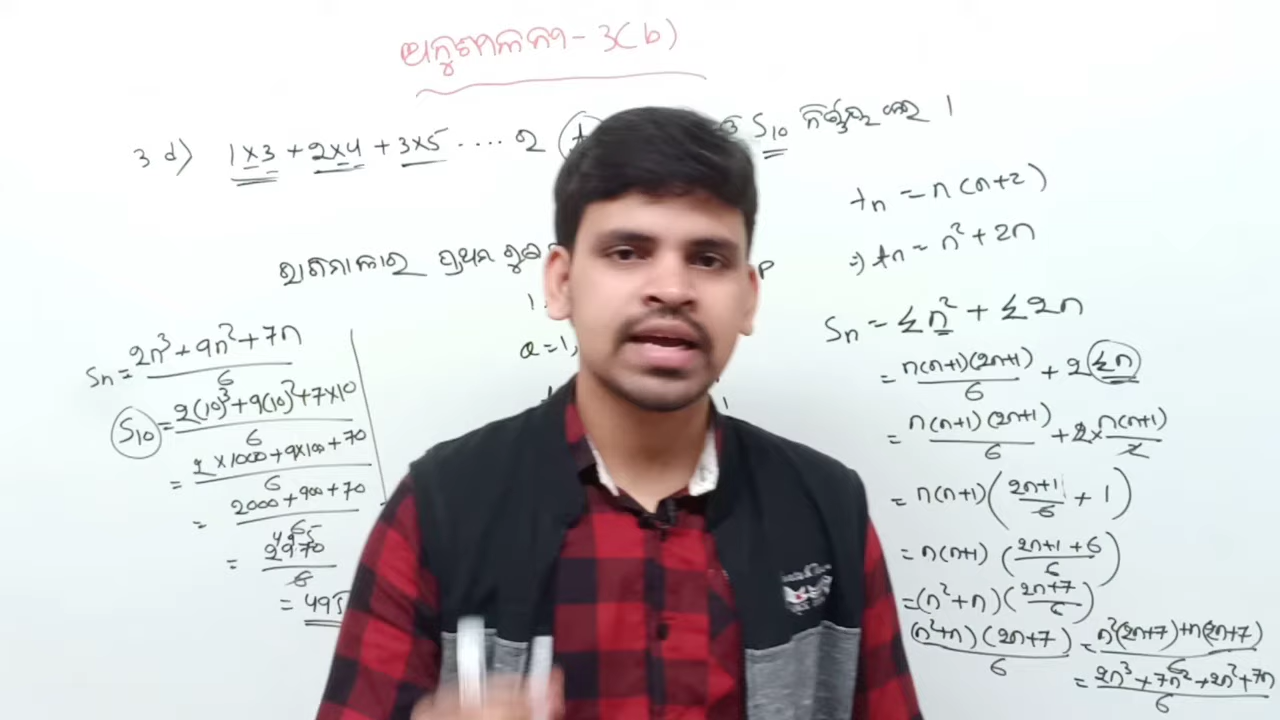 ଅନୁଶୀଳନୀ - 3(b)
3 d) 1×3 + 2×4 + 3×5 .... ର S₁₀ ନିର୍ଣ୍ଣୟ କର ।
ପ୍ରଥମ
a=1,
tₙ = n(n+2)
⇒ tₙ = n² + 2n
Sₙ = Σn² + Σ2n
= n(n+1)(2n+1)/6 + 2Σn
= n(n+1)(2n+1)/6 + 2×n(n+1)/2
= n(n+1)(2n+1/6 + 1)
= n(n+1) (2n+1+6/6)
= (n²+n)(2n+7/6)
(n²+n)(2n+7)/6 = n²(2n+7)+n(2n+7)/6
= 2n³+7n²+2n²+7n/6
Sₙ = 2n³+9n²+7n/6
S₁₀ = 2(10)³+9(10)²+7×10/6
= 2×1000+9×100+70/6
= 2000+900+70/6
= 2970/6
= 495